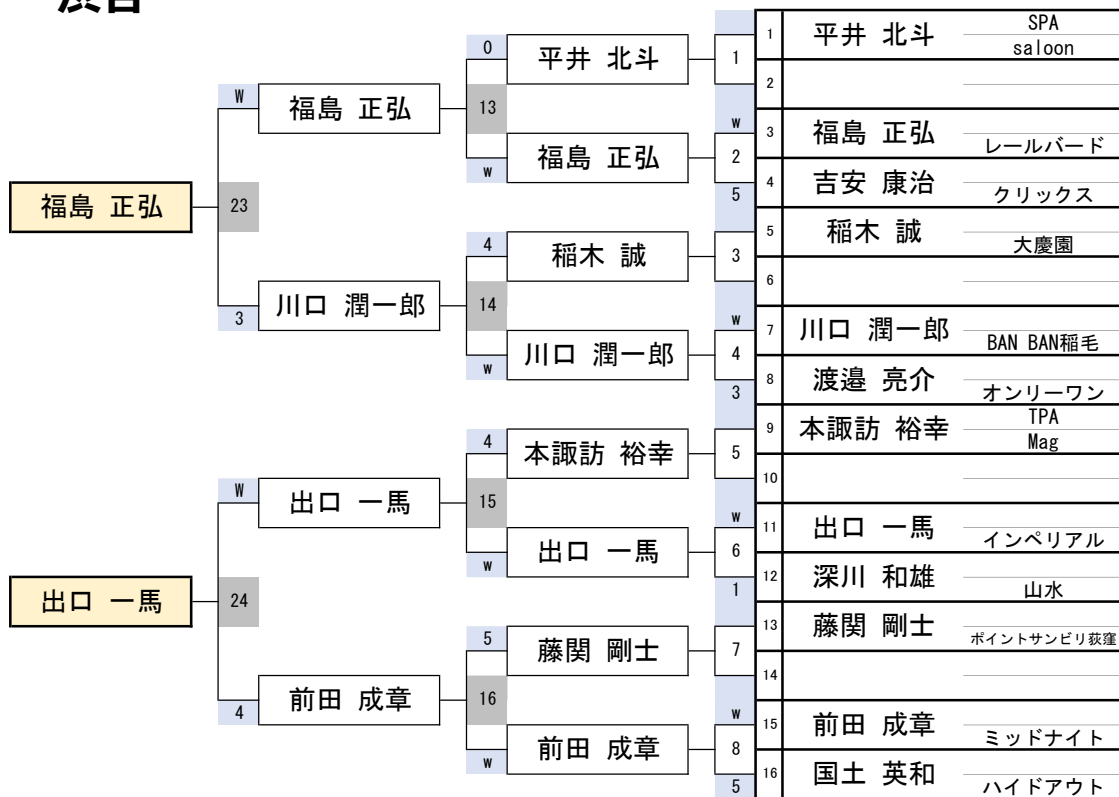 渋谷
1 平井 北斗 SPA
saloon
2
3 福島 正弘 レールバード
4 吉安 康治 クリックス
5 稲木 誠 大慶園
6
7 川口 潤一郎 BAN BAN稲毛
8 渡邉 亮介 オンリーワン
9 本諏訪 裕幸 TPA
Mag
10
11 出口 一馬 インペリアル
12 深川 和雄 山水
13 藤関 剛士 ポイントサンビリ荻窪
14
15 前田 成章 ミッドナイト
16 国土 英和 ハイドアウト
1
W
2
5
3
W
4
3
5
W
6
1
7
W
8
5
0
平井 北斗
13
福島 正弘
W
4
稲木 誠
14
川口 潤一郎
W
4
本諏訪 裕幸
15
出口 一馬
W
5
藤関 剛士
16
前田 成章
W
W
福島 正弘
23
川口 潤一郎
3
W
出口 一馬
24
前田 成章
4
福島 正弘
出口 一馬